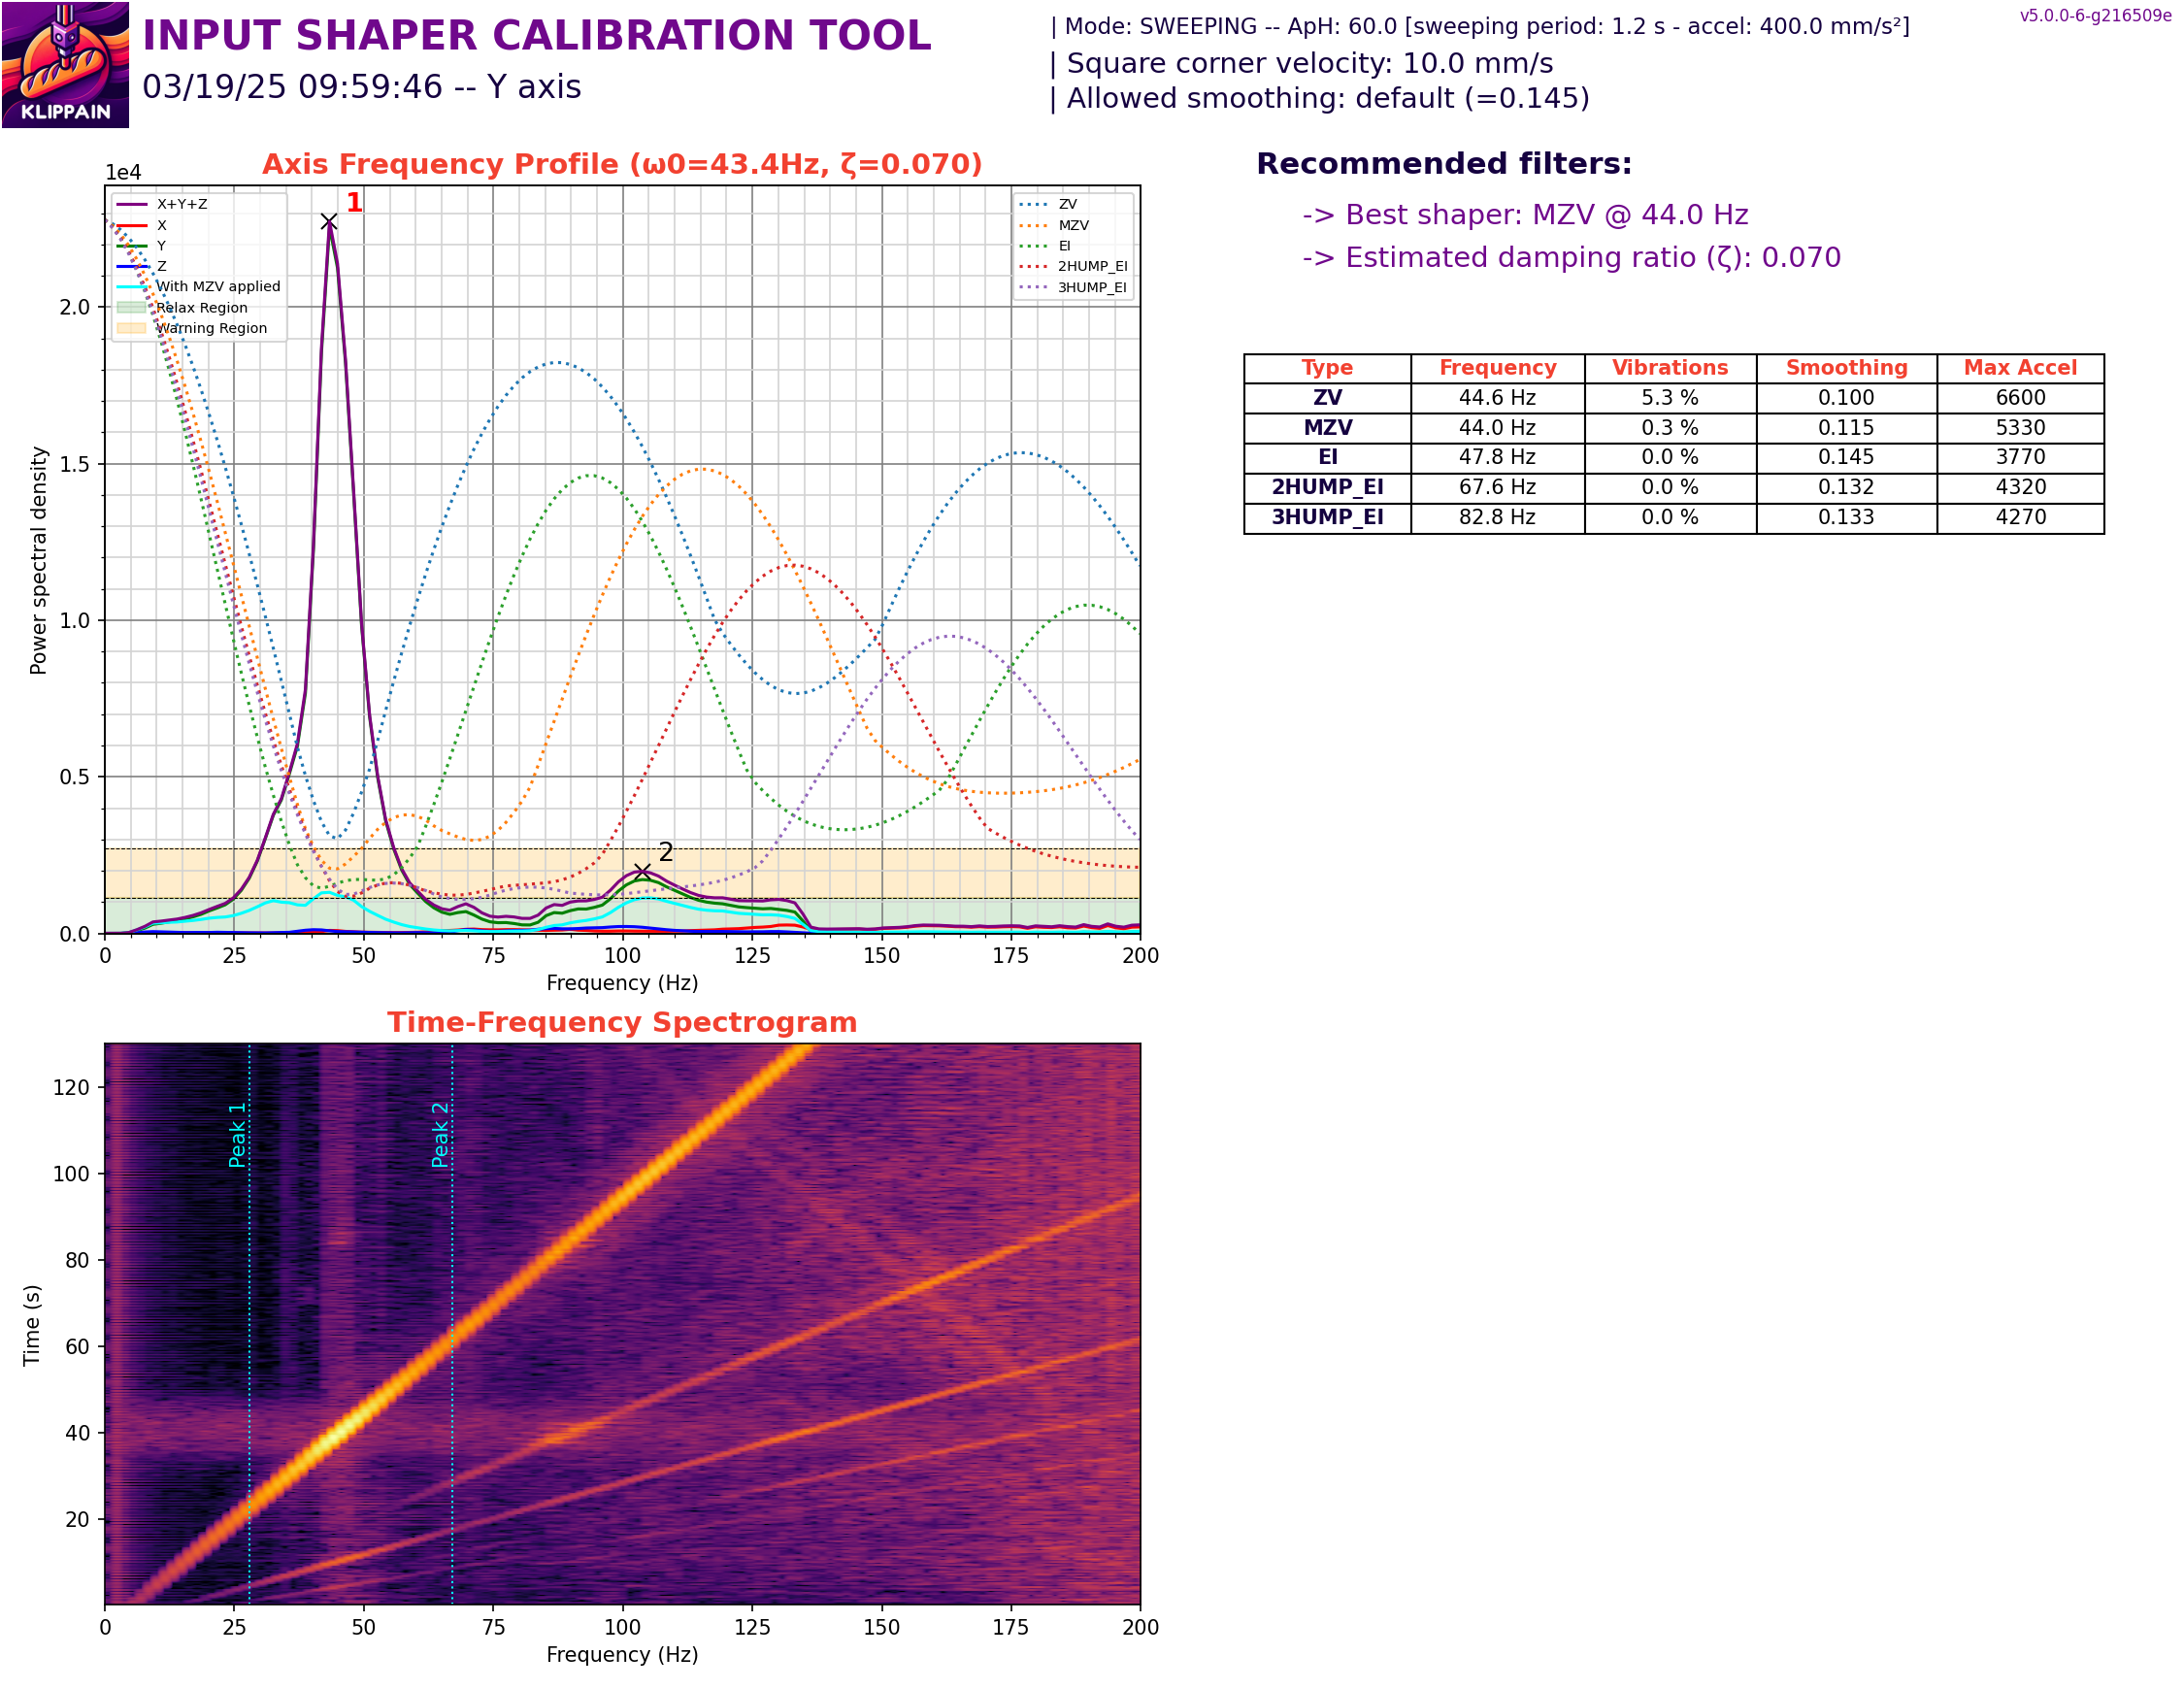 KLIPPAIN
INPUT SHAPER CALIBRATION TOOL
03/19/25 09:59:46 -- Y axis
| Mode: SWEEPING -- ApH: 60.0 [sweeping period: 1.2 s - accel: 400.0 mm/s²]
| Square corner velocity: 10.0 mm/s
| Allowed smoothing: default (=0.145)
v5.0.0-6-g216509e
Axis Frequency Profile (ω0=43.4Hz, ζ=0.070)
1e4
X+Y+Z
X
Y
Z
With MZV applied
Relax Region
Warning Region
ZV
MZV
EI
2HUMP_EI
3HUMP_EI
1
2
Power spectral density
2.0
1.5
1.0
0.5
0.0
0 25 50 75 100 125 150 175 200
Frequency (Hz)
Recommended filters:
-> Best shaper: MZV @ 44.0 Hz
-> Estimated damping ratio (ζ): 0.070
Type Frequency Vibrations Smoothing Max Accel
ZV 44.6 Hz 5.3 % 0.100 6600
MZV 44.0 Hz 0.3 % 0.115 5330
EI 47.8 Hz 0.0 % 0.145 3770
2HUMP_EI 67.6 Hz 0.0 % 0.132 4320
3HUMP_EI 82.8 Hz 0.0 % 0.133 4270
Time-Frequency Spectrogram
Peak 1
Peak 2
Time (s)
120
100
80
60
40
20
0 25 50 75 100 125 150 175 200
Frequency (Hz)